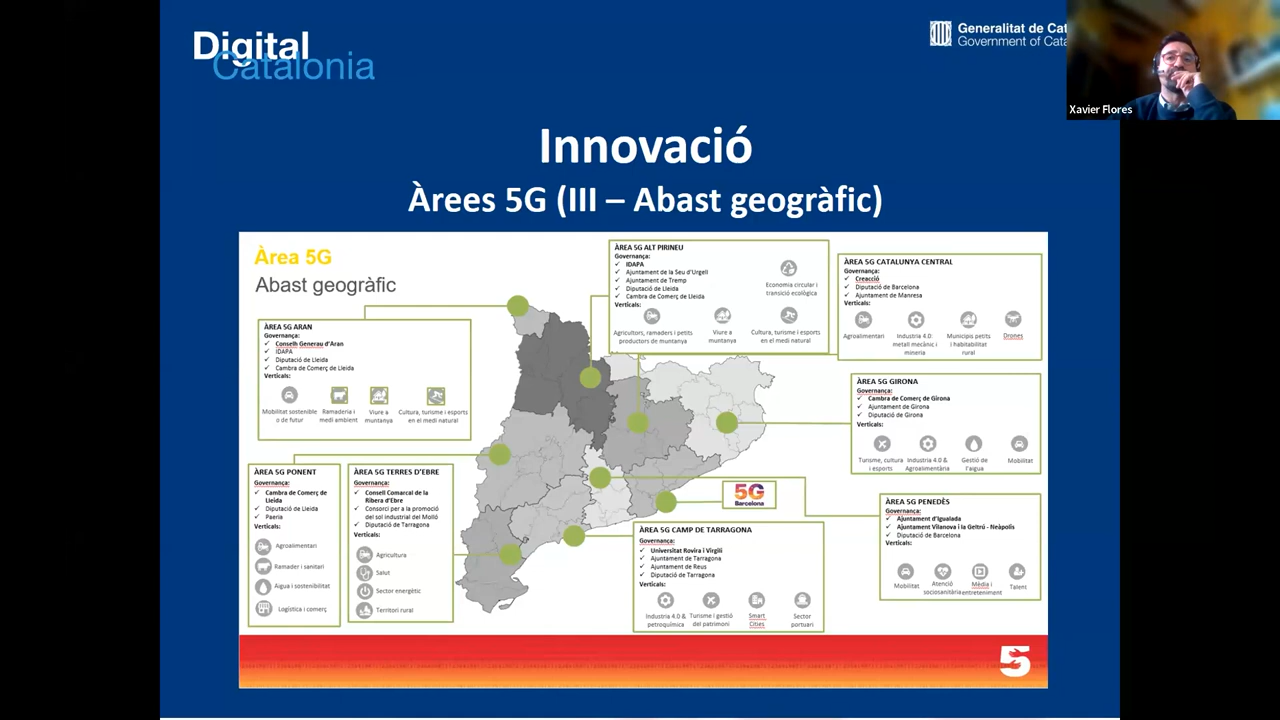 Digital
Catalonia
Generalitat de Cat
Government of Cata
Xavier Flores
Innovació
Àrees 5G (III – Abast geogràfic)
Àrea 5G
Abast geogràfic
ÀREA 5G ARAN
Governança:
Conselh Generau d'Aran
IDAPA
Diputació de Lleida
Cambra de Comerç de Lleida
Verticals:
Mobilitat sostenible
o de futur
Ramaderia i
medi ambient
Viure a
muntanya
Cultura, turisme i esports
en el medi natural
ÀREA 5G ALT PIRINEU
Governança:
IDAPA
Ajuntament de la Seu d'Urgell
Ajuntament de Tremp
Diputació de Lleida
Cambra de Comerç de Lleida
Verticals:
Economia circular i
transició ecològica
Agricultors, ramaders i petits
productors de muntanya
Viure a
muntanya
Cultura, turisme i esports
en el medi natural
ÀREA 5G CATALUNYA CENTRAL
Governança:
Creacció
Diputació de Barcelona
Ajuntament de Manresa
Verticals:
Agroalimentari
Industria 4.0:
metall mecànic i
mineria
Municipis petits
i habitabilitat
rural
Drones
ÀREA 5G GIRONA
Governança:
Cambra de Comerç de Girona
Ajuntament de Girona
Diputació de Girona
Verticals:
Turisme, cultura
i esports
Industria 4.0 &
Agroalimentària
Gestió de
l'aigua
Mobilitat
ÀREA 5G PONENT
Governança:
Cambra de Comerç de
Lleida
Diputació de Lleida
Paeria
Verticals:
Agroalimentari
Ramader i sanitari
Aigua i sostenibilitat
Logística i comerç
ÀREA 5G TERRES D'EBRE
Governança:
Consell Comarcal de la
Ribera d'Ebre
Consorci per a la promoció
del sol industrial del Molló
Diputació de Tarragona
Verticals:
Agricultura
Salut
Sector energètic
Territori rural
5G
Barcelona
ÀREA 5G CAMP DE TARRAGONA
Governança:
Universitat Rovira i Virgili
Ajuntament de Tarragona
Ajuntament de Reus
Diputació de Tarragona
Verticals:
Industria 4.0 &
petroquímica
Turisme i gestió
del patrimoni
Smart
Cities
Sector
portuari
ÀREA 5G PENEDÈS
Governança:
Ajuntament d'Igualada
Ajuntament Vilanova i la Geltrú - Neàpolis
Diputació de Barcelona
Verticals:
Mobilitat
Atenció
sociosanitària
Mèdia i
entreteniment
Talent
5